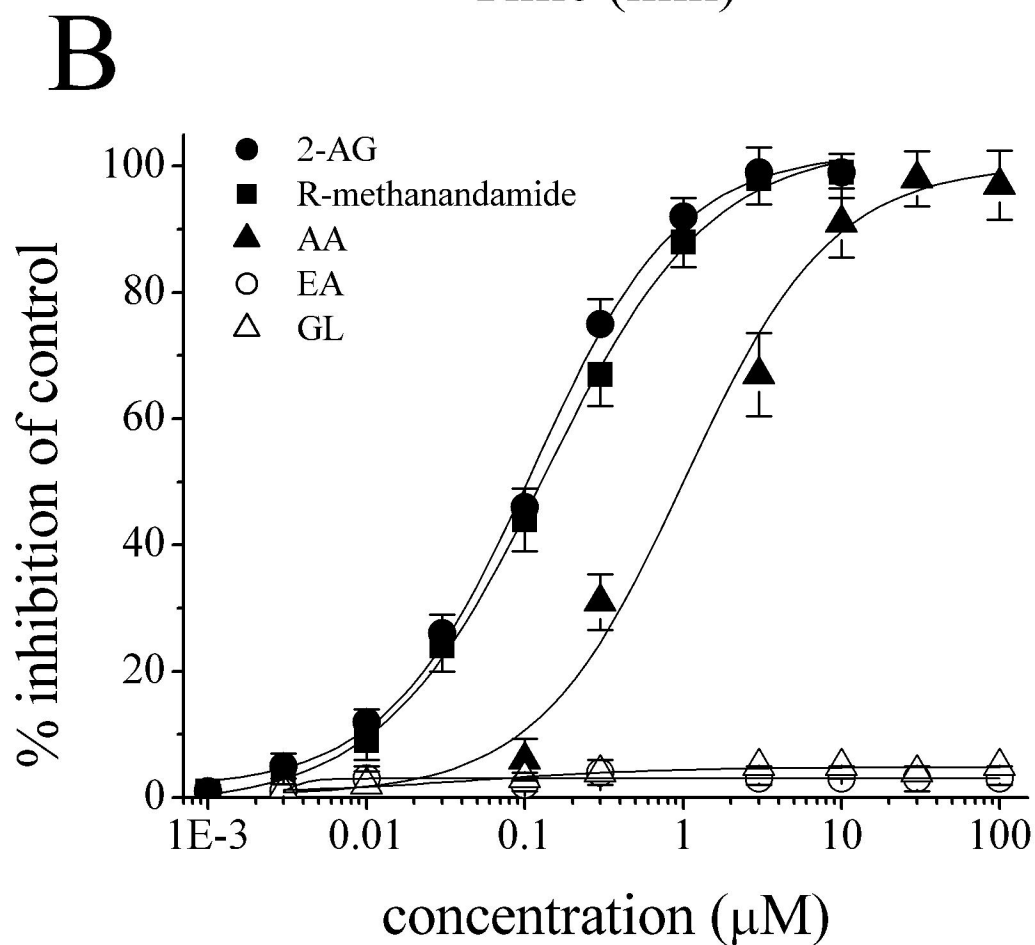 B
2-AG
R-methanandamide
AA
EA
GL
% inhibition of control
100
80
60
40
20
0
1E-3 0.01 0.1 1 10 100
concentration (μM)